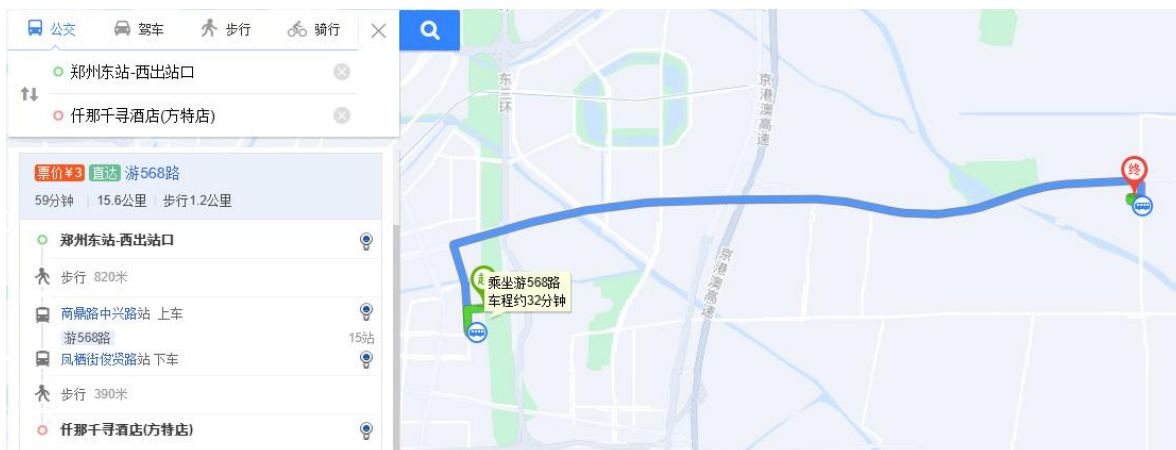 公交 驾车 步行 骑行
郑州东站-西出站口
仟那千寻酒店(方特店)
票价¥3 直达 游568路
59分钟 15.6公里 步行1.2公里
郑州东站-西出站口
步行 820米
商鼎路中兴路站 上车
游568路 15站
凤栖街俊贤路站 下车
步行 390米
仟那千寻酒店(方特店)
东三环
京港澳高速
京港澳高速
起
乘坐游568路
车程约32分钟
终